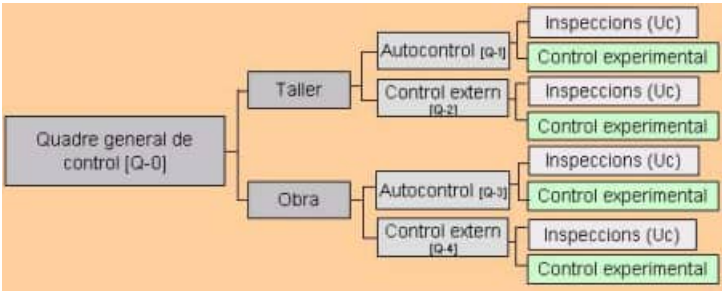 Quadre general de
control [Q-0]
Taller
Autocontrol [Q-1]
Inspeccions (Uc)
Control experimental
Control extern
[Q-2]
Inspeccions (Uc)
Control experimental
Obra
Autocontrol [Q-3]
Inspeccions (Uc)
Control experimental
Control extern
[Q-4]
Inspeccions (Uc)
Control experimental